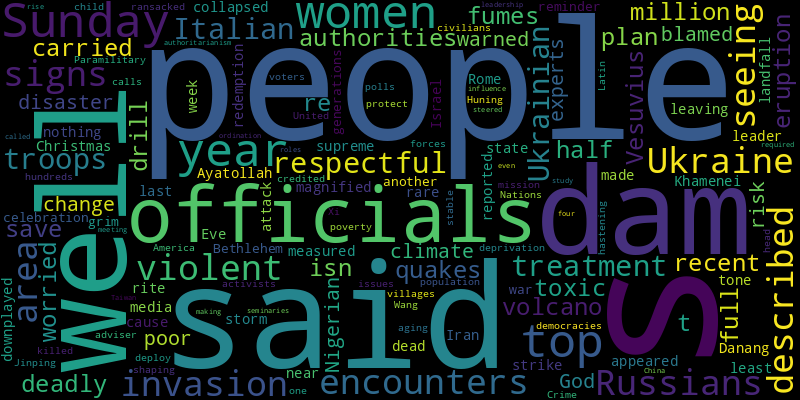 Sunday
rise
child
ransacked
Italian
women
fumes
reminder
leadership
civilians
million
seeing
authoritarianism
collapsed
authorities
warned
plan
blamed
carried
Paramilitary
calls
signs
people
week
voters
polls
protect
Rome
Huning
influence
steered
Ukrainian
experts
Latin
leaving
landfall
eruption
disaster
well
drill
redemption
re
generations
Israel
United
Vesuvius
leader
required
called
nothing
Christmas
ordination
roles
troops
year
supreme
forces
state
half
Ukraine
hundreds
Ayatollah
respectful
even
made
change
last
officials
attack
credited
magnified
another
rare
reported
mission
Nations
study
dam
Khamenei
recent
risk
described
celebration
save
grim
meeting
Eve
Xi
poverty
stable
four
hastening
head
area
worried
America
Bethlehem
measured
climate
deprivation
violent
isn
quakes
treatment
S
full
tone
downplayed
rite
activists
issues
population
toxic
t
media
said
villages
Wang
war
volcano
Taiwan
cause
storm
Nigerian
making
seminaries
democracies
Danang
adviser
poor
aging
Iran
top
dead
strike
appeared
least
Jinping
killed
deploy
near
God
China
deadly
shaping
invasion
one
encounters
Crime
Russians